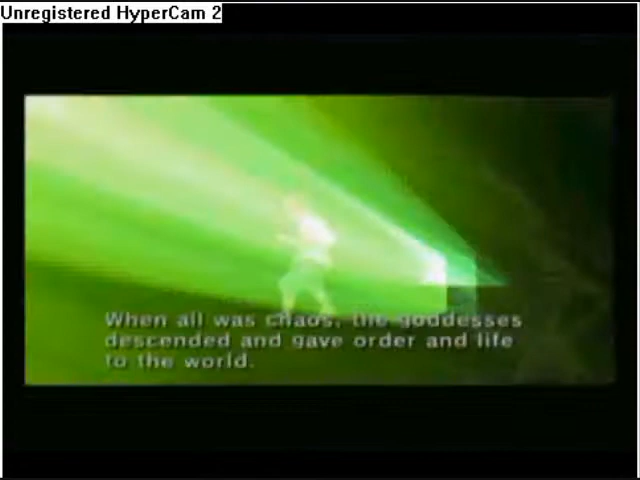 Unregistered HyperCam 2
When all was chaos, the goddesses
descended and gave order and life
to the world.